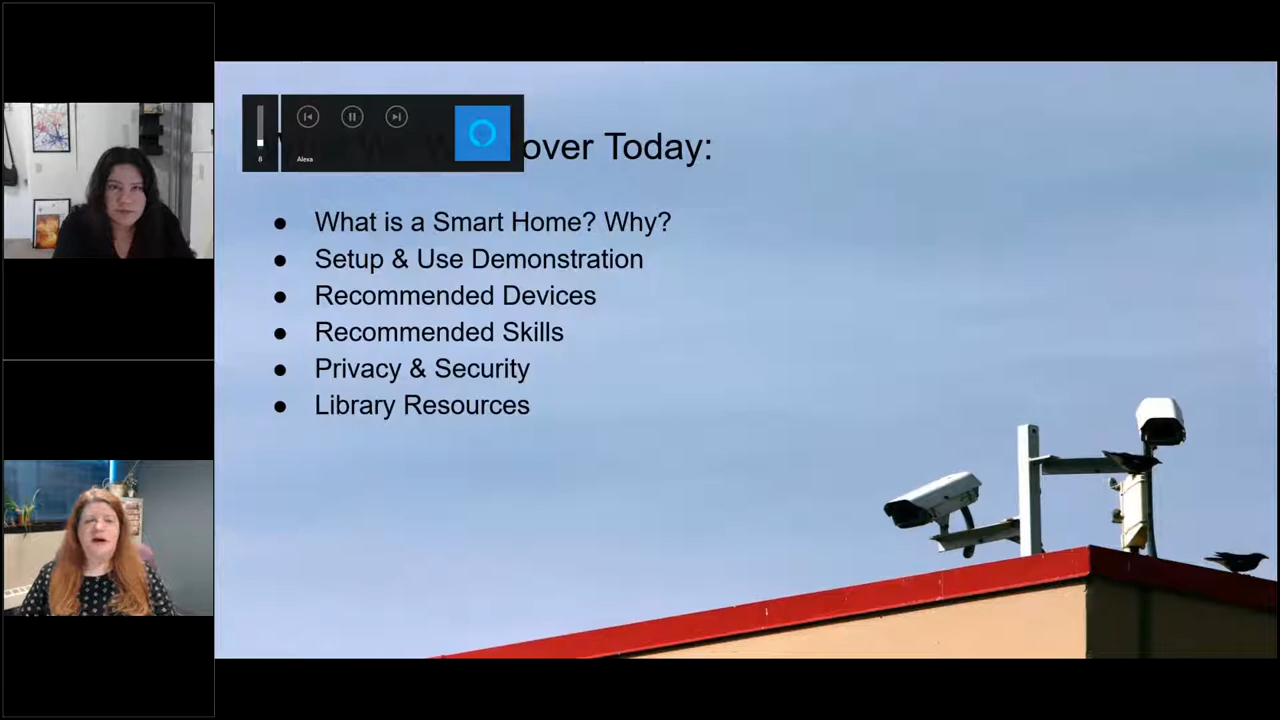 8
Alexa
over Today:
● What is a Smart Home? Why?
● Setup & Use Demonstration
● Recommended Devices
● Recommended Skills
● Privacy & Security
● Library Resources